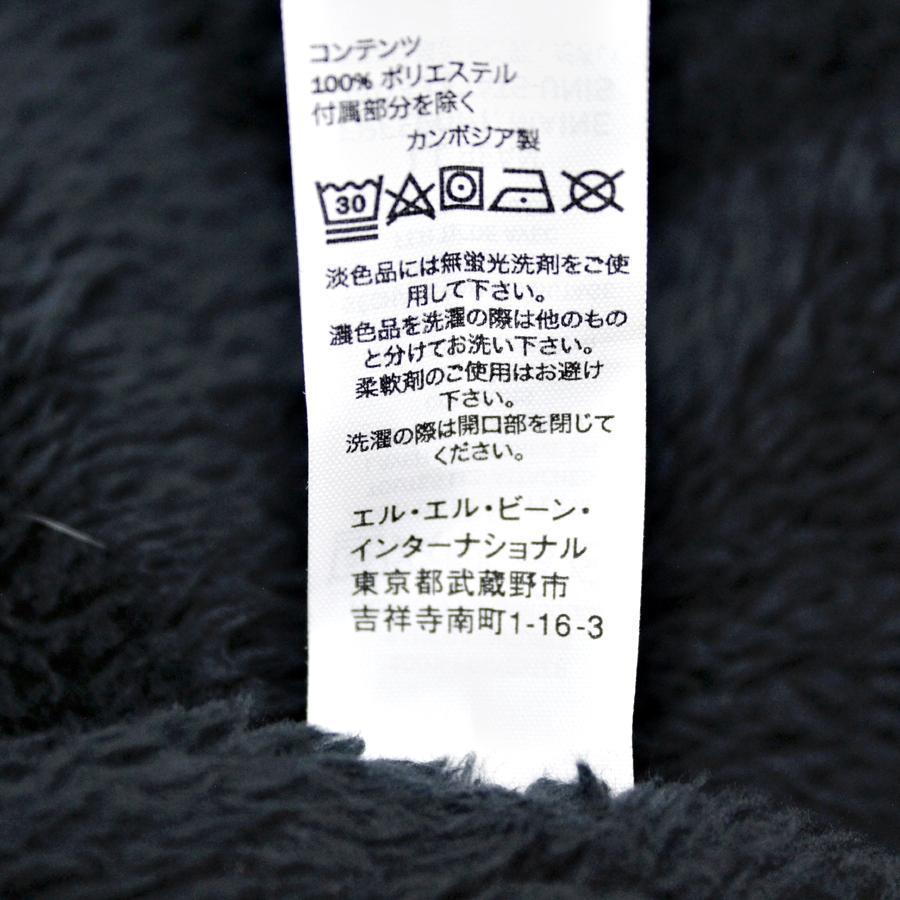 コンテンツ
100% ポリエステル
付属部分を除く
カンボジア製
30
淡色品には無蛍光洗剤をご使
用して下さい。
濃色品を洗濯の際は他のもの
と分けてお洗い下さい。
柔軟剤のご使用はお避け
下さい。
洗濯の際は開口部を閉じて
ください。
エル・エル・ビーン・
インターナショナル
東京都武蔵野市
吉祥寺南町1-16-3